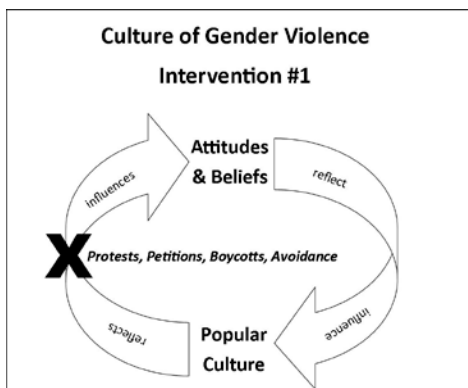 Culture of Gender Violence
Intervention #1
Attitudes
& Beliefs
influences
reflect
X
Protests, Petitions, Boycotts, Avoidance
reflects
Popular
Culture
influence